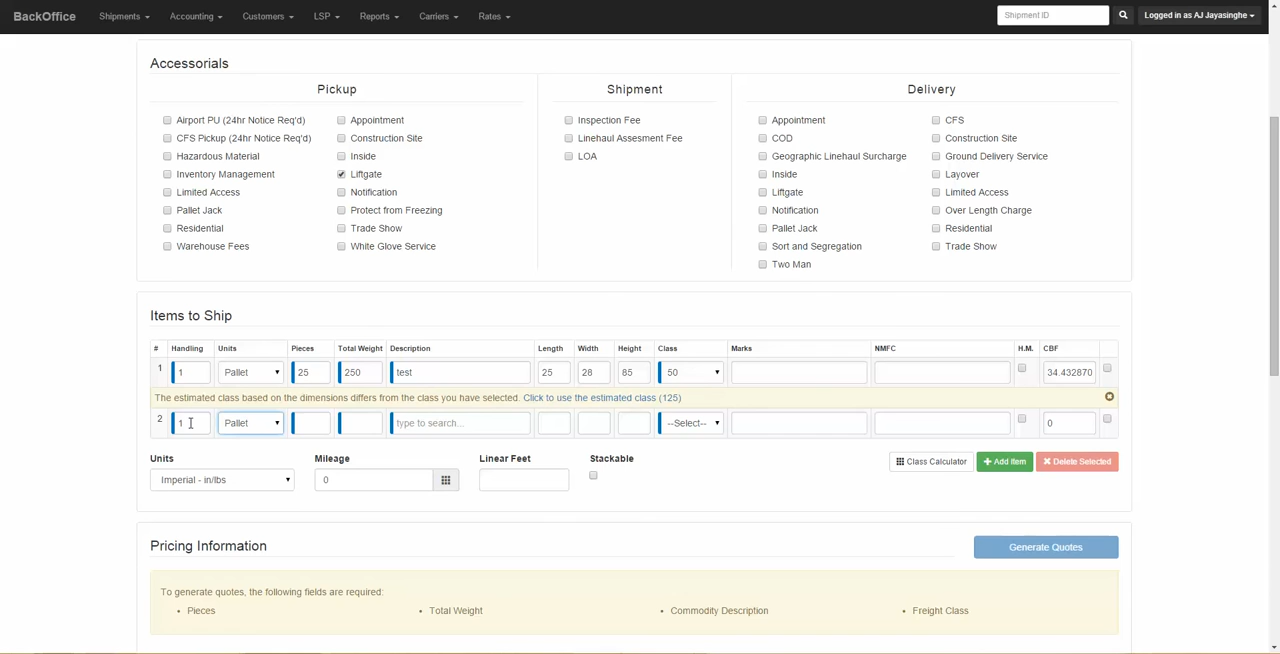 BackOffice Shipments Accounting Customers LSP Reports Carriers Rates Shipment ID Logged in as AJ Jayasinghe
Accessorials
Pickup Shipment Delivery
Airport PU (24hr Notice Req'd) Appointment Inspection Fee Appointment CFS
CFS Pickup (24hr Notice Req'd) Construction Site Linehaul Assesment Fee COD Construction Site
Hazardous Material Inside LOA Geographic Linehaul Surcharge Ground Delivery Service
Inventory Management Liftgate Inside Layover
Limited Access Notification Liftgate Limited Access
Pallet Jack Protect from Freezing Notification Over Length Charge
Residential Trade Show Pallet Jack Residential
Warehouse Fees White Glove Service Sort and Segregation Trade Show
Two Man
Items to Ship
# Handling Units Pieces Total Weight Description Length Width Height Class Marks NMFC H.M. CBF
1 1 Pallet 25 250 test 25 28 85 50 34.432870
The estimated class based on the dimensions differs from the class you have selected. Click to use the estimated class (125)
2 1 Pallet type to search... --Select-- 0
Units Mileage Linear Feet Stackable Class Calculator Add Item Delete Selected
Imperial - in/lbs 0
Pricing Information Generate Quotes
To generate quotes, the following fields are required:
• Pieces • Total Weight • Commodity Description • Freight Class